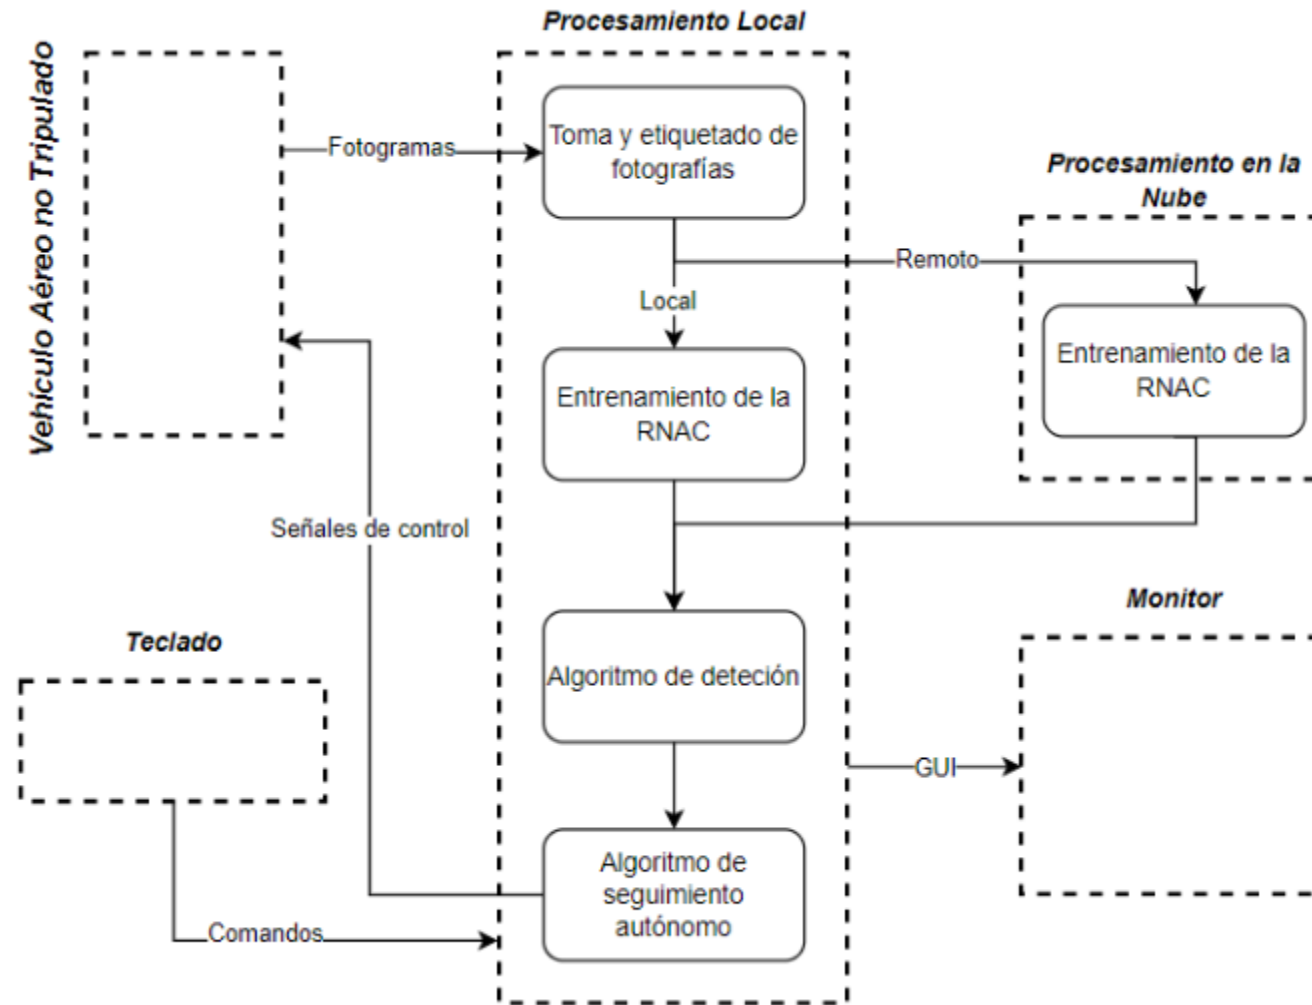 Procesamiento Local
Vehículo Aéreo no Tripulado
Fotogramas
Toma y etiquetado de
fotografías
Procesamiento en la
Nube
Remoto
Local
Entrenamiento de la
RNAC
Entrenamiento de la
RNAC
Señales de control
Teclado
Algoritmo de deteción
Monitor
GUI
Algoritmo de
seguimiento
autónomo
Comandos